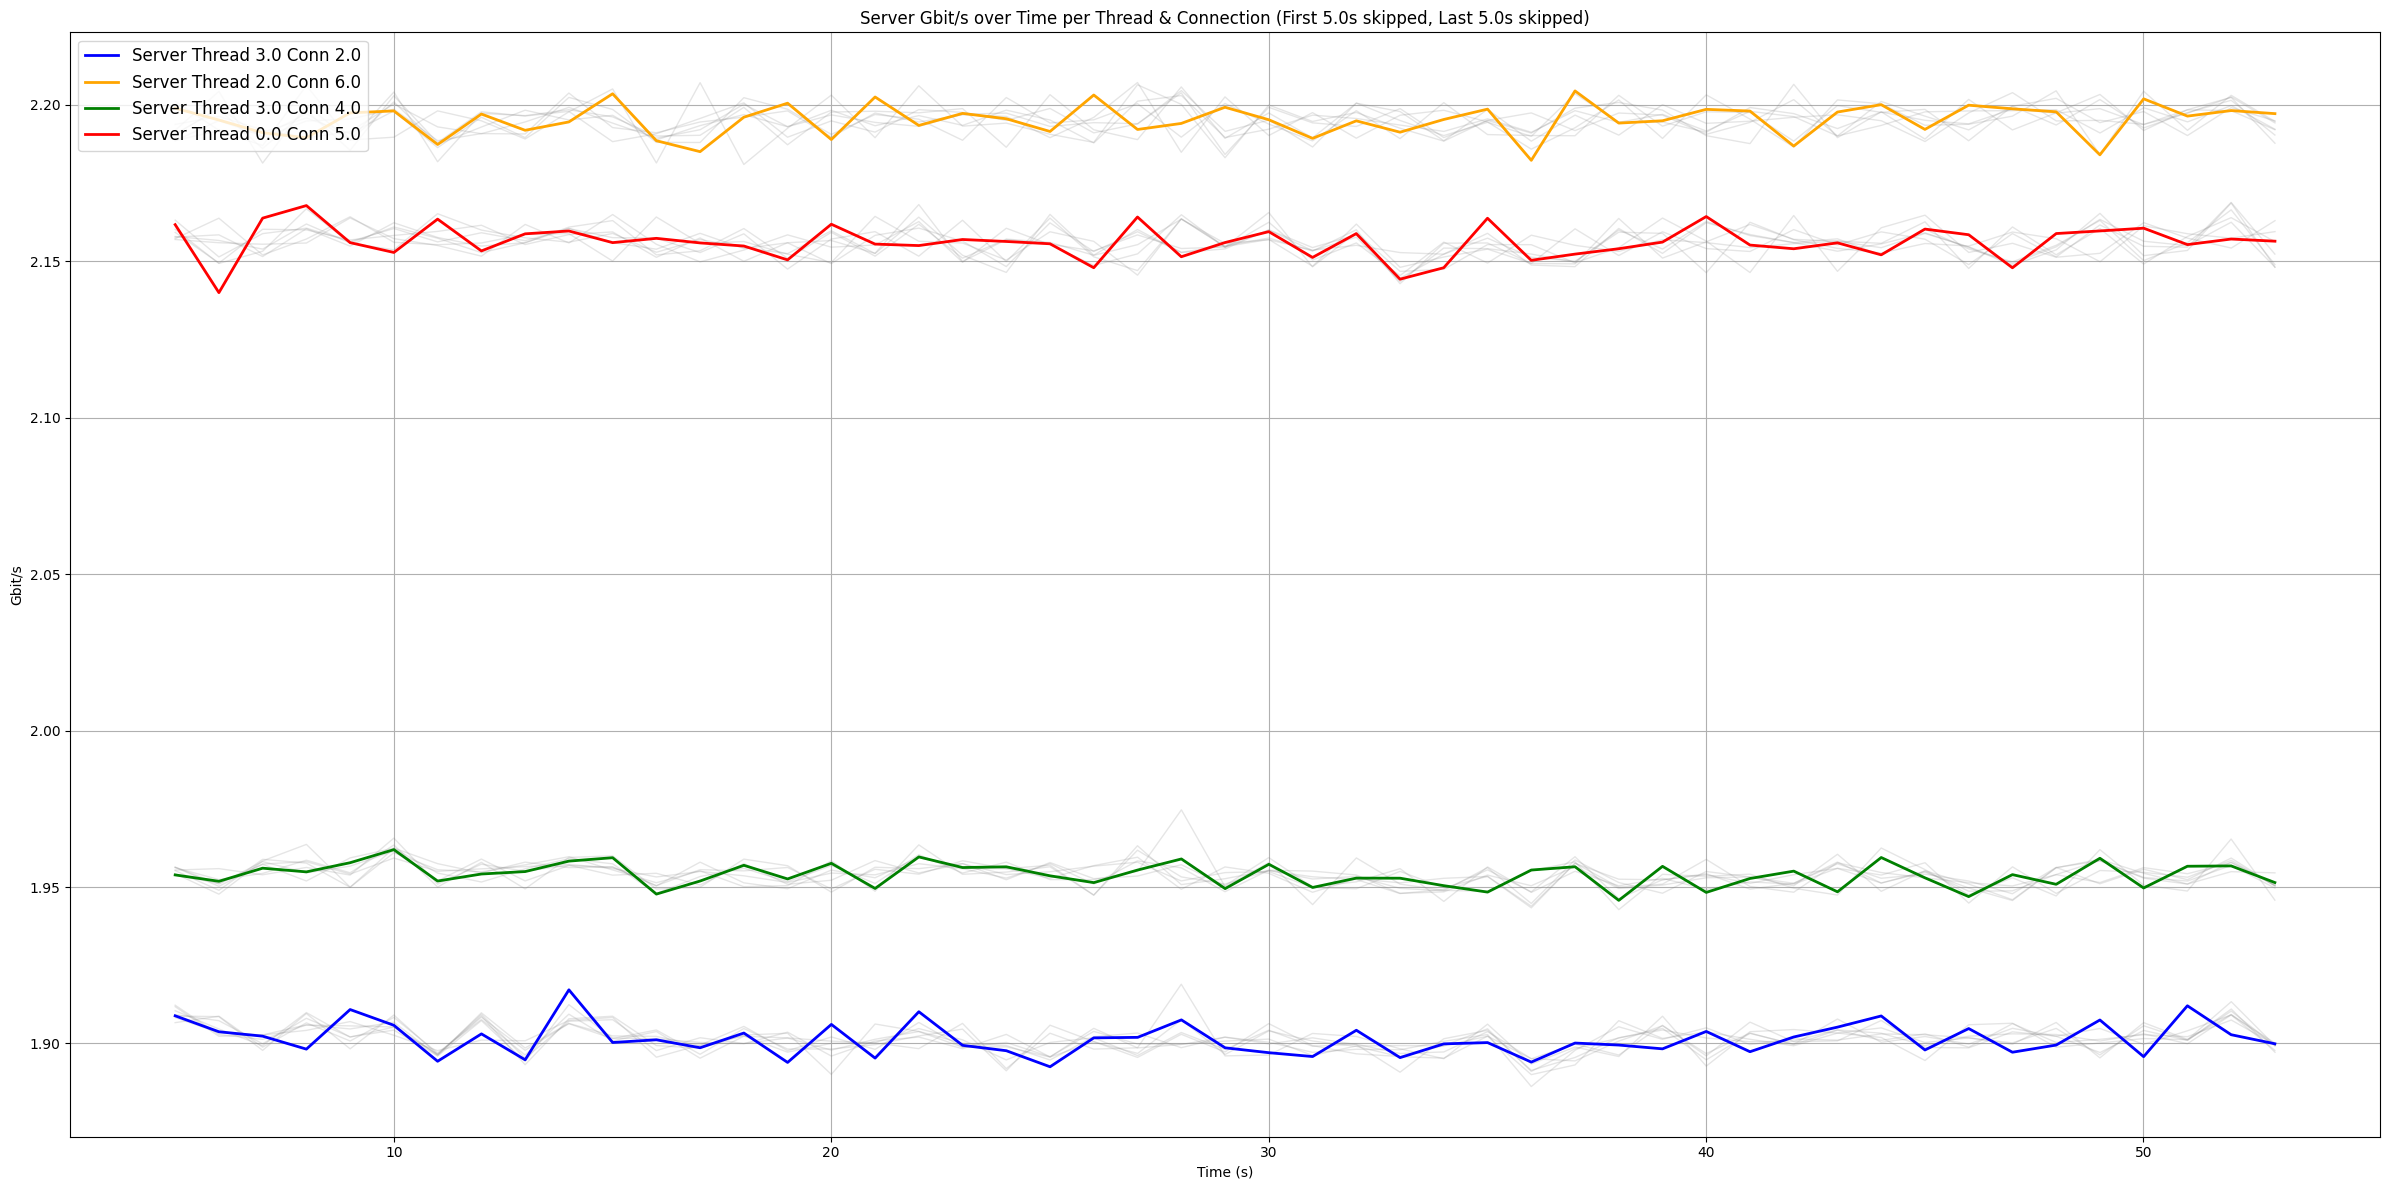 Server Gbit/s over Time per Thread & Connection (First 5.0s skipped, Last 5.0s skipped)
Server Thread 3.0 Conn 2.0
Server Thread 2.0 Conn 6.0
Server Thread 3.0 Conn 4.0
Server Thread 0.0 Conn 5.0
2.20
2.15
2.10
2.05
2.00
1.95
1.90
Gbit/s
10 20 30 40 50
Time (s)